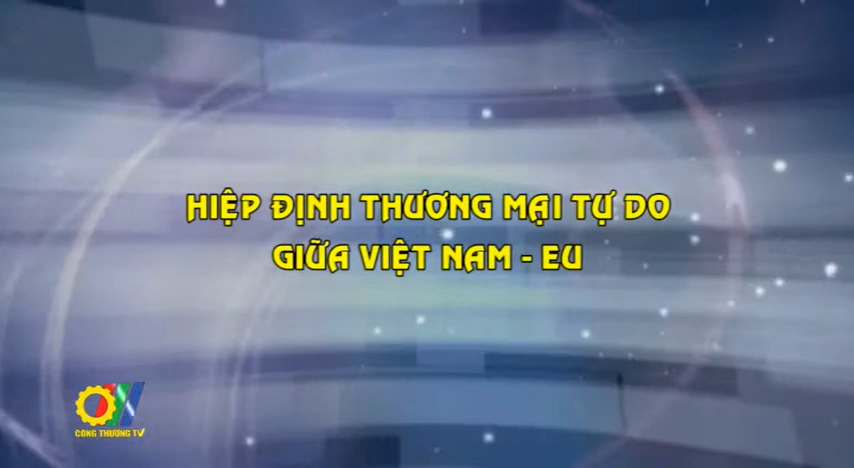 HIỆP ĐỊNH THƯƠNG MẠI TỰ DO
GIỮA VIỆT NAM - EU
CÔNG THƯƠNG TV